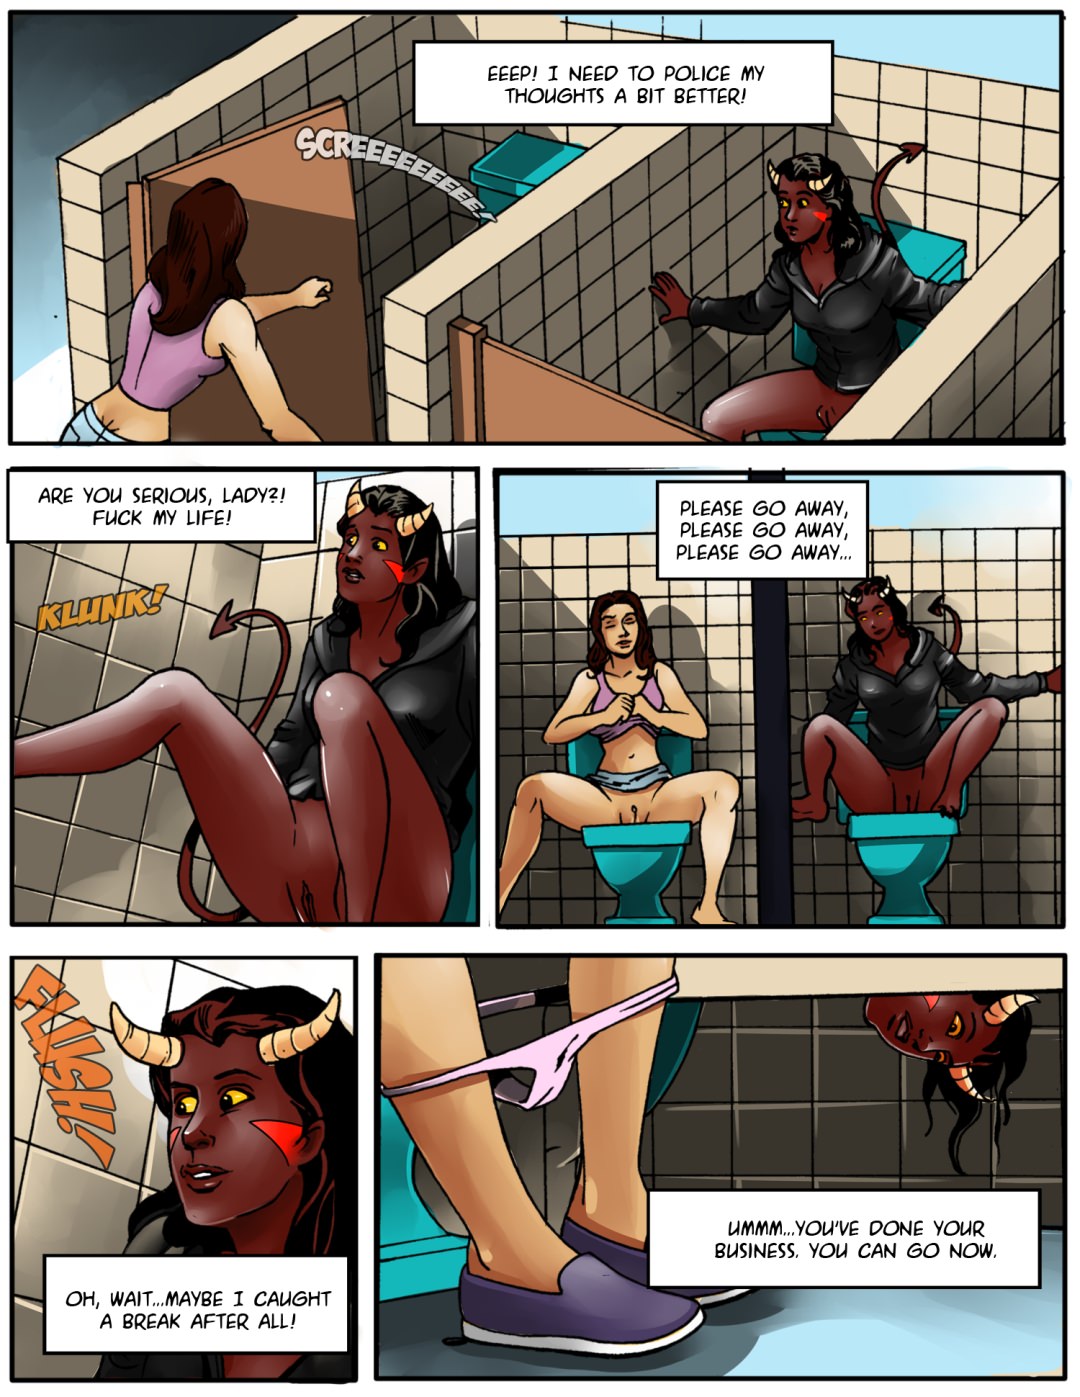 EEEP! I NEED TO POLICE MY
THOUGHTS A BIT BETTER!
SCREEEEEEEEE!
ARE YOU SERIOUS, LADY?!
FUCK MY LIFE!
KLUNK!
PLEASE GO AWAY,
PLEASE GO AWAY,
PLEASE GO AWAY...
FLUSH!
OH, WAIT...MAYBE I CAUGHT
A BREAK AFTER ALL!
UMMM...YOU'VE DONE YOUR
BUSINESS. YOU CAN GO NOW.